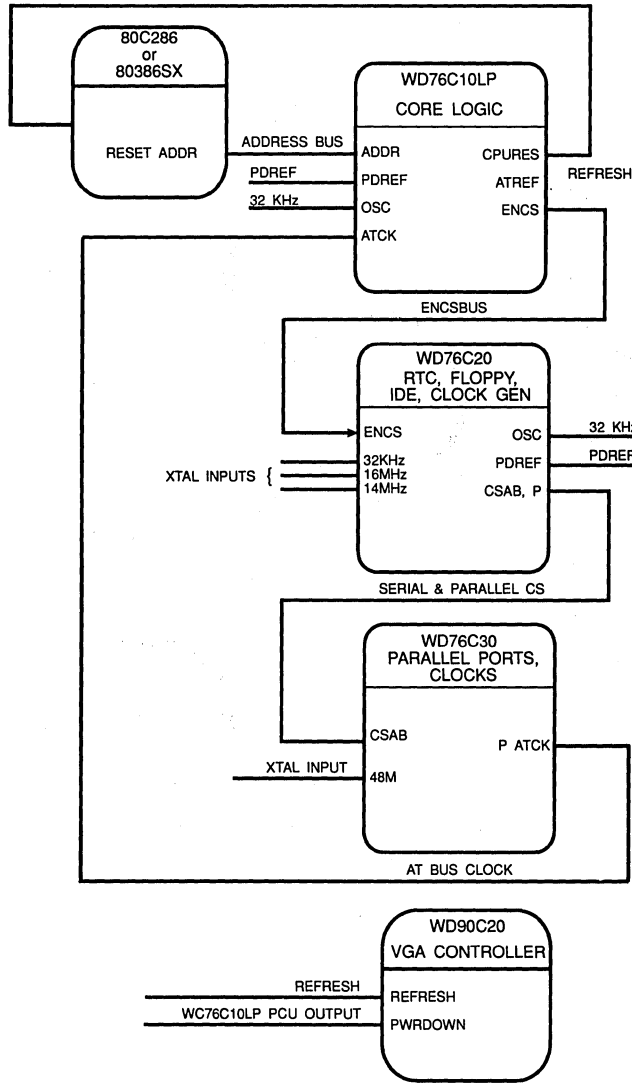 80C286
or
80386SX
RESET ADDR
ADDRESS BUS
PDREF
32 KHz
WD76C10LP
CORE LOGIC
ADDR
PDREF
OSC
ATCK
CPURES
ATREF
ENCS
REFRESH
ENCSBUS
WD76C20
RTC, FLOPPY,
IDE, CLOCK GEN
ENCS
32KHz
16MHz
14MHz
XTAL INPUTS {
OSC
PDREF
CSAB, P
32 KHz
PDREF
SERIAL & PARALLEL CS
WD76C30
PARALLEL PORTS,
CLOCKS
CSAB
P ATCK
XTAL INPUT
48M
AT BUS CLOCK
WD90C20
VGA CONTROLLER
REFRESH
REFRESH
WC76C10LP PCU OUTPUT
PWRDOWN